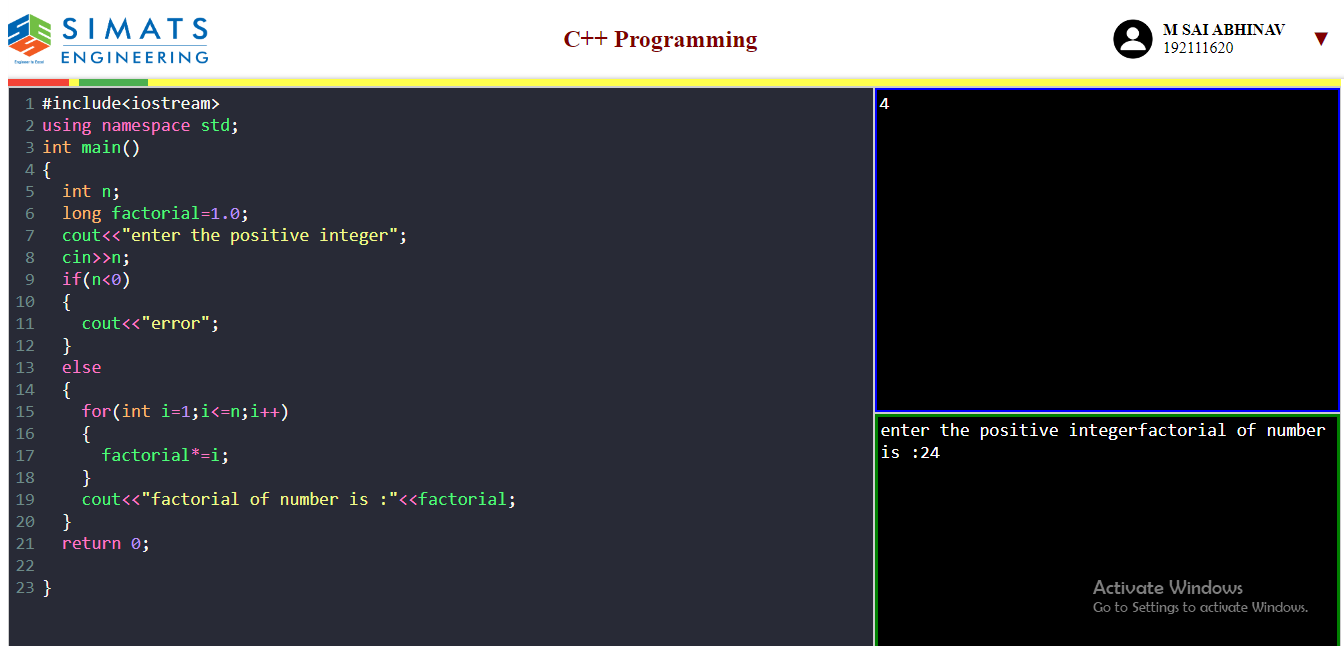 SIMATS
ENGINEERING
Engineer to Excel
C++ Programming
M SAI ABHINAV
192111620
▼
1 #include<iostream>
2 using namespace std;
3 int main()
4 {
5   int n;
6   long factorial=1.0;
7   cout<<"enter the positive integer";
8   cin>>n;
9   if(n<0)
10   {
11     cout<<"error";
12   }
13   else
14   {
15     for(int i=1;i<=n;i++)
16     {
17       factorial*=i;
18     }
19     cout<<"factorial of number is :"<<factorial;
20   }
21   return 0;
22
23 }
4
enter the positive integerfactorial of number
is :24
Activate Windows
Go to Settings to activate Windows.